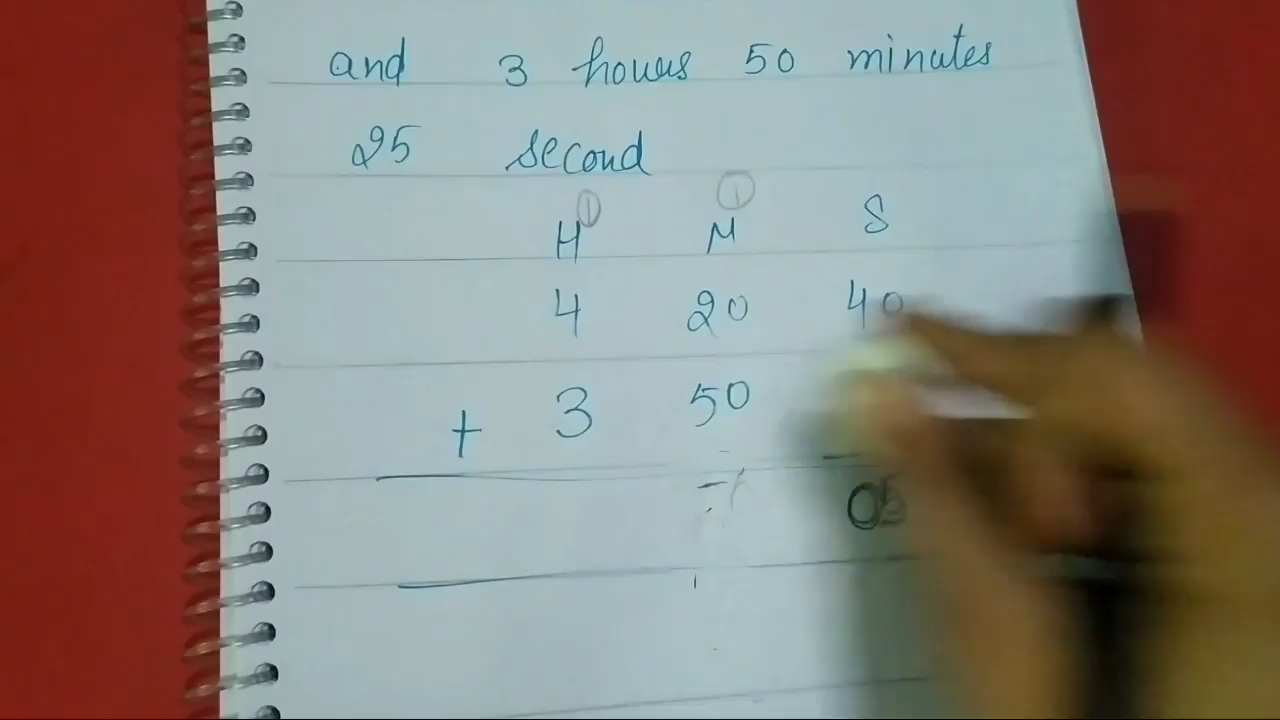 and 3 hours 50 minutes
25 second
1 1
H M S
4 20 40
+ 3 50
05